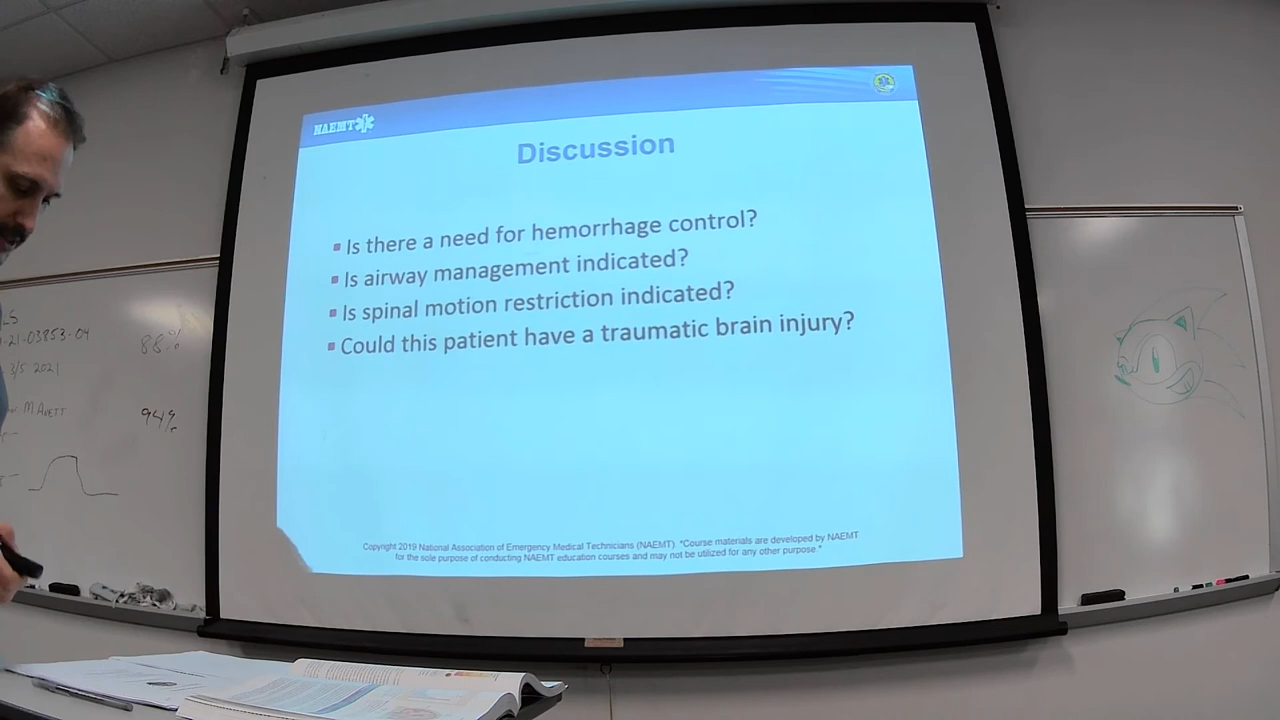 NAEMT
Discussion
Is there a need for hemorrhage control?
Is airway management indicated?
Is spinal motion restriction indicated?
Could this patient have a traumatic brain injury?
Copyright 2019 National Association of Emergency Medical Technicians (NAEMT) "Course materials are developed by NAEMT
for the sole purpose of conducting NAEMT education courses and may not be utilized for any other purpose."
LS
-21-03853-04
88%
3/5 2021
M AVETT
94%